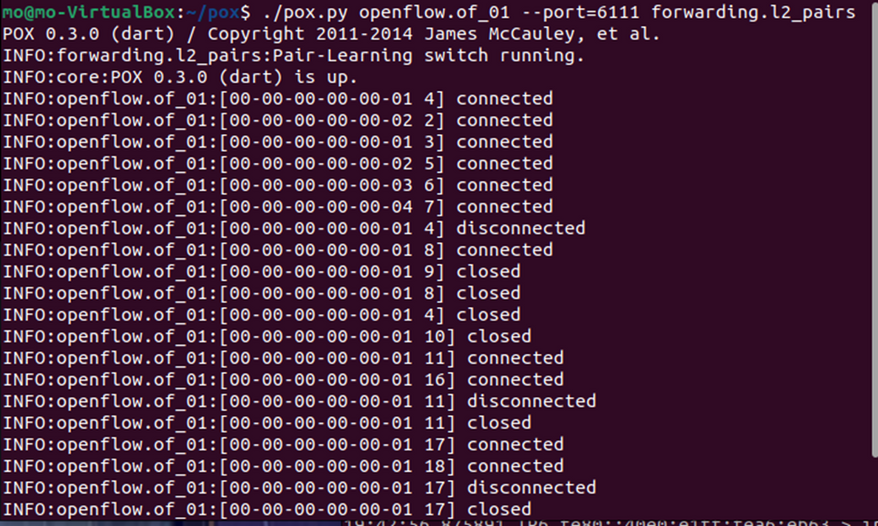 mo@mo-VirtualBox:~/pox$ ./pox.py openflow.of_01 --port=6111 forwarding.l2_pairs
POX 0.3.0 (dart) / Copyright 2011-2014 James McCauley, et al.
INFO:forwarding.l2_pairs:Pair-Learning switch running.
INFO:core:POX 0.3.0 (dart) is up.
INFO:openflow.of_01:[00-00-00-00-00-01 4] connected
INFO:openflow.of_01:[00-00-00-00-00-02 2] connected
INFO:openflow.of_01:[00-00-00-00-00-01 3] connected
INFO:openflow.of_01:[00-00-00-00-00-02 5] connected
INFO:openflow.of_01:[00-00-00-00-00-03 6] connected
INFO:openflow.of_01:[00-00-00-00-00-04 7] connected
INFO:openflow.of_01:[00-00-00-00-00-01 4] disconnected
INFO:openflow.of_01:[00-00-00-00-00-01 8] connected
INFO:openflow.of_01:[00-00-00-00-00-01 9] closed
INFO:openflow.of_01:[00-00-00-00-00-01 8] closed
INFO:openflow.of_01:[00-00-00-00-00-01 4] closed
INFO:openflow.of_01:[00-00-00-00-00-01 10] closed
INFO:openflow.of_01:[00-00-00-00-00-01 11] connected
INFO:openflow.of_01:[00-00-00-00-00-01 16] connected
INFO:openflow.of_01:[00-00-00-00-00-01 11] disconnected
INFO:openflow.of_01:[00-00-00-00-00-01 11] closed
INFO:openflow.of_01:[00-00-00-00-00-01 17] connected
INFO:openflow.of_01:[00-00-00-00-00-01 18] connected
INFO:openflow.of_01:[00-00-00-00-00-01 17] disconnected
INFO:openflow.of_01:[00-00-00-00-00-01 17] closed